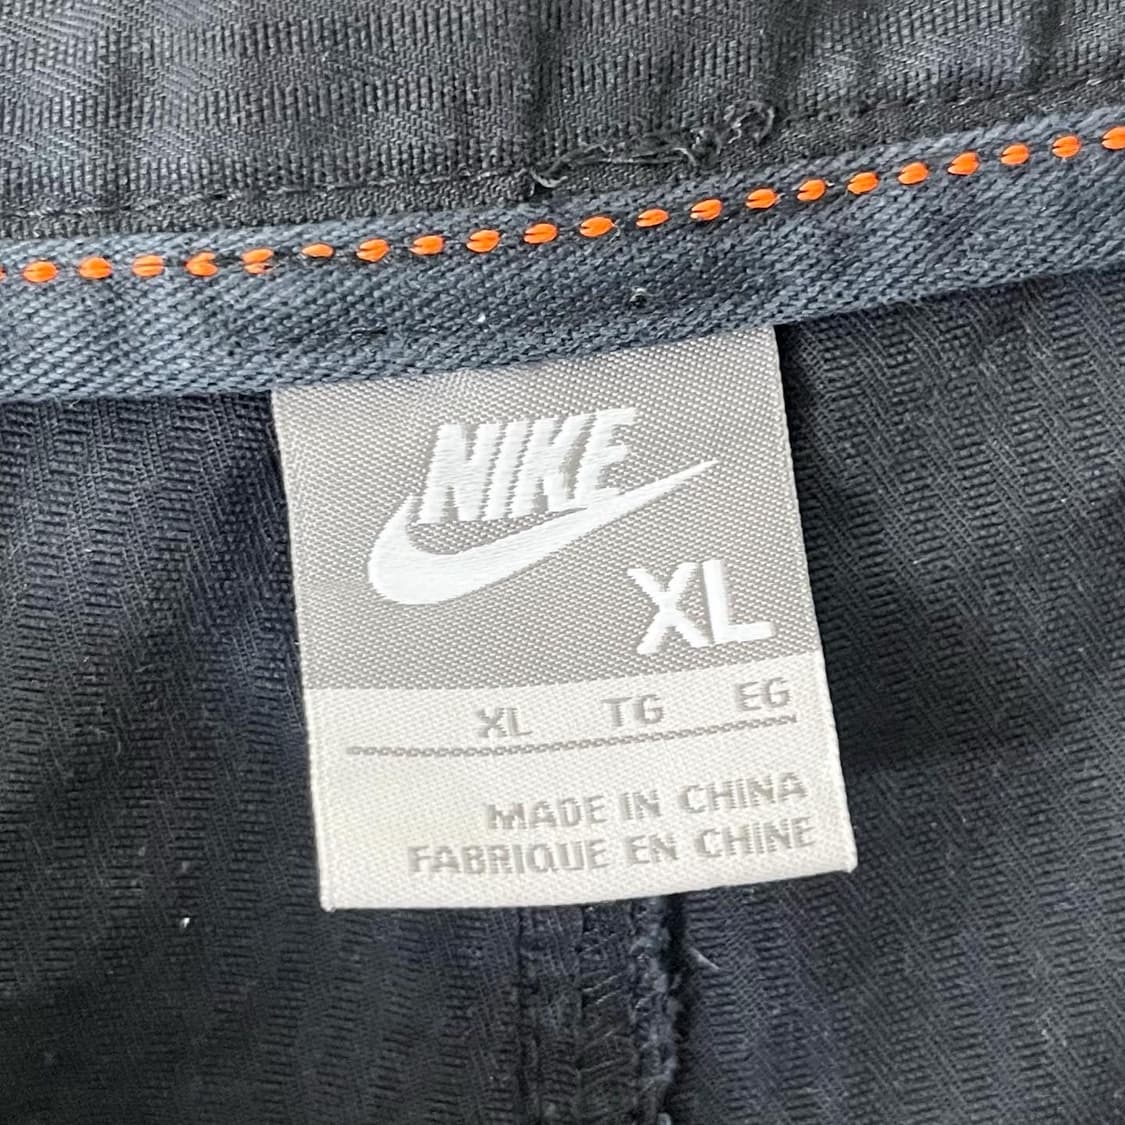 NIKE
XL
XL TG EG
MADE IN CHINA
FABRIQUE EN CHINE